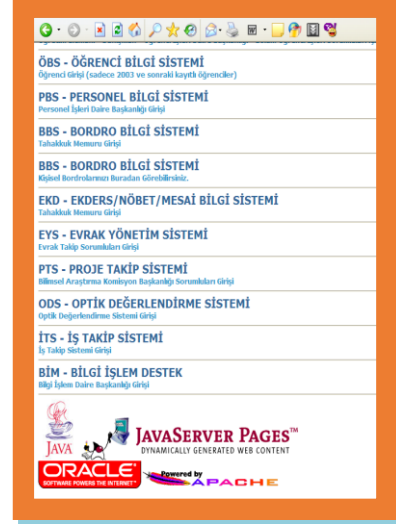 ÖBS - ÖĞRENCİ BİLGİ SİSTEMİ
Öğrenci Girişi (sadece 2003 ve sonraki kayıtlı öğrenciler)
PBS - PERSONEL BİLGİ SİSTEMİ
Personel İşleri Daire Başkanlığı Girişi
BBS - BORDRO BİLGİ SİSTEMİ
Tahakkuk Memuru Girişi
BBS - BORDRO BİLGİ SİSTEMİ
Kişisel Bordrolarınızı Buradan Görebilirsiniz.
EKD - EKDERS/NÖBET/MESAİ BİLGİ SİSTEMİ
Tahakkuk Memuru Girişi
EYS - EVRAK YÖNETİM SİSTEMİ
Evrak Takip Sorumluları Girişi
PTS - PROJE TAKİP SİSTEMİ
Bilimsel Araştırma Komisyon Başkanlığı Sorumluları Girişi
ODS - OPTİK DEĞERLENDİRME SİSTEMİ
Optik Değerlendirme Sistemi Girişi
İTS - İŞ TAKİP SİSTEMİ
İş Takip Sistemi Girişi
BİM - BİLGİ İŞLEM DESTEK
Bilgi İşlem Daire Başkanlığı Girişi
JAVA
JAVASERVER PAGES™
DYNAMICALLY GENERATED WEB CONTENT
ORACLE
SOFTWARE POWERS THE INTERNET™
Powered by
APACHE